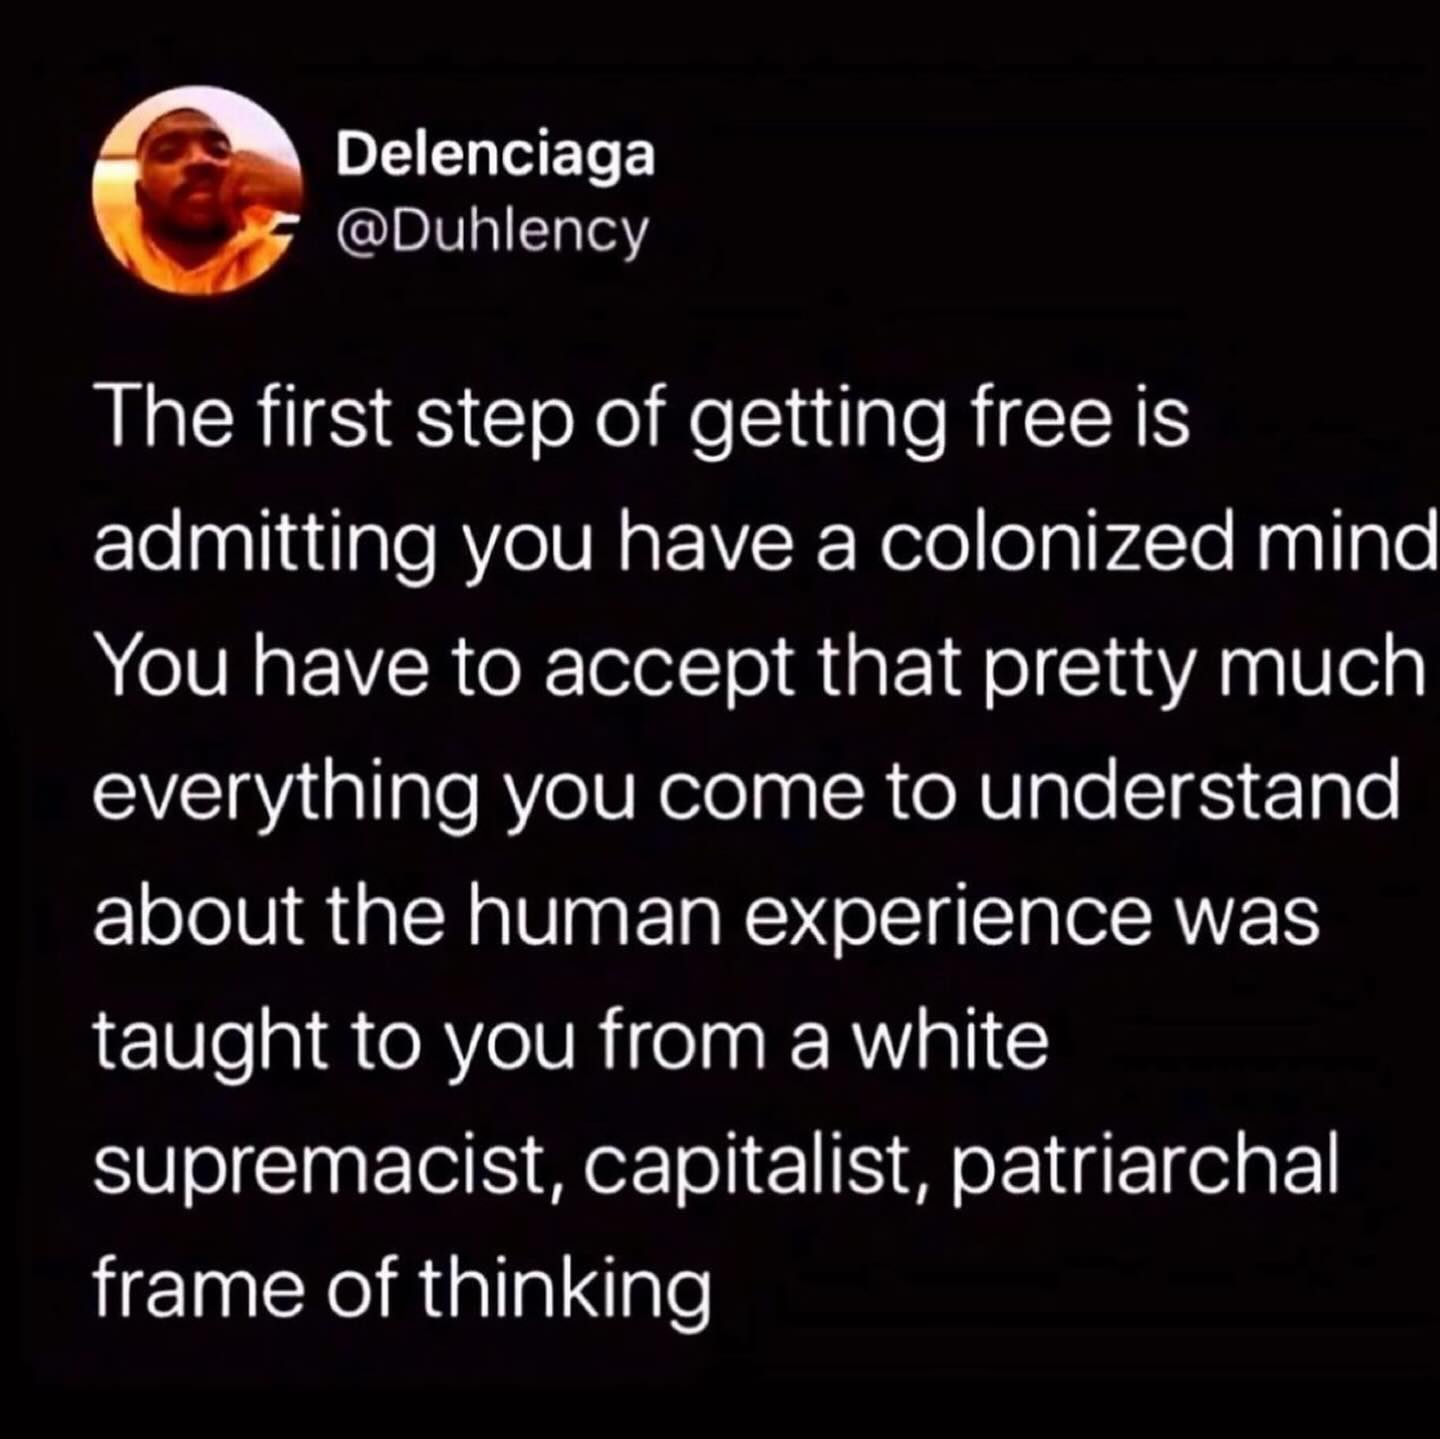 Delenciaga
@Duhlency
The first step of getting free is
admitting you have a colonized mind
You have to accept that pretty much
everything you come to understand
about the human experience was
taught to you from a white
supremacist, capitalist, patriarchal
frame of thinking